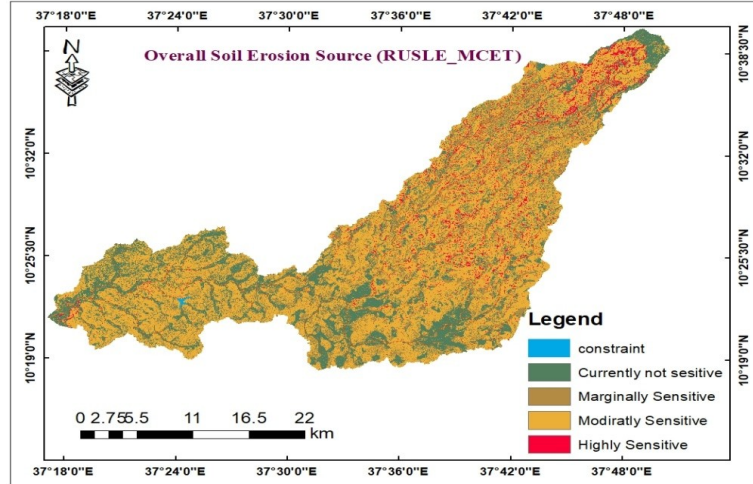 37°18'0"E 37°24'0"E 37°30'0"E 37°36'0"E 37°42'0"E 37°48'0"E
N
Overall Soil Erosion Source (RUSLE_MCET)
10°38'30"N
10°32'0"N
10°32'0"N
10°25'30"N
10°25'30"N
10°19'0"N
10°19'0"N
Legend
constraint
Currently not sesitive
Marginally Sensitive
Modiratly Sensitive
Highly Sensitive
0 2.75 5.5 11 16.5 22
km
37°18'0"E 37°24'0"E 37°30'0"E 37°36'0"E 37°42'0"E 37°48'0"E